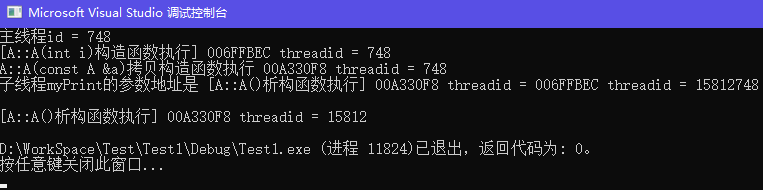 Microsoft Visual Studio 调试控制台
主线程id = 748
[A::A(int i)构造函数执行] 006FFBEC threadid = 748
A::A(const A &a)拷贝构造函数执行 00A330F8 threadid = 748
子线程myPrint的参数地址是 [A::A()析构函数执行] 00A330F8 threadid = 006FFBEC threadid = 15812748
[A::A()析构函数执行] 00A330F8 threadid = 15812
D:\WorkSpace\Test\Test1\Debug\Test1.exe (进程 11824)已退出，返回代码为: 0。
按任意键关闭此窗口...